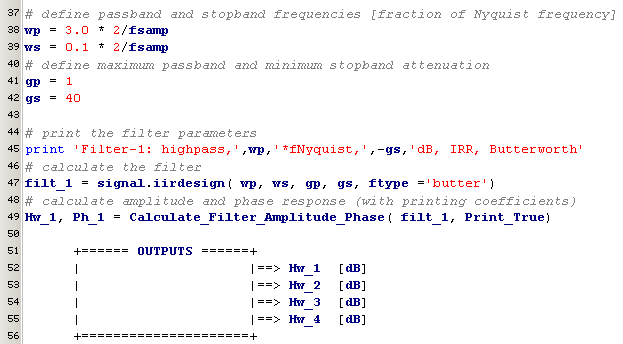 37 # define passband and stopband frequencies [fraction of Nyquist frequency]
38 wp = 3.0 * 2/fsamp
39 ws = 0.1 * 2/fsamp
40 # define maximum passband and minimum stopband attenuation
41 gp = 1
42 gs = 40
43
44 # print the filter parameters
45 print 'Filter-1: highpass,',wp,'*fNyquist,',-gs,'dB, IRR, Butterworth'
46 # calculate the filter
47 filt_1 = signal.iirdesign( wp, ws, gp, gs, ftype ='butter')
48 # calculate amplitude and phase response (with printing coefficients)
49 Hw_1, Ph_1 = Calculate_Filter_Amplitude_Phase( filt_1, Print_True)
50
51 +====== OUTPUTS ======+
52 | |==> Hw_1 [dB]
53 | |==> Hw_2 [dB]
54 | |==> Hw_3 [dB]
55 | |==> Hw_4 [dB]
56 +=====================+